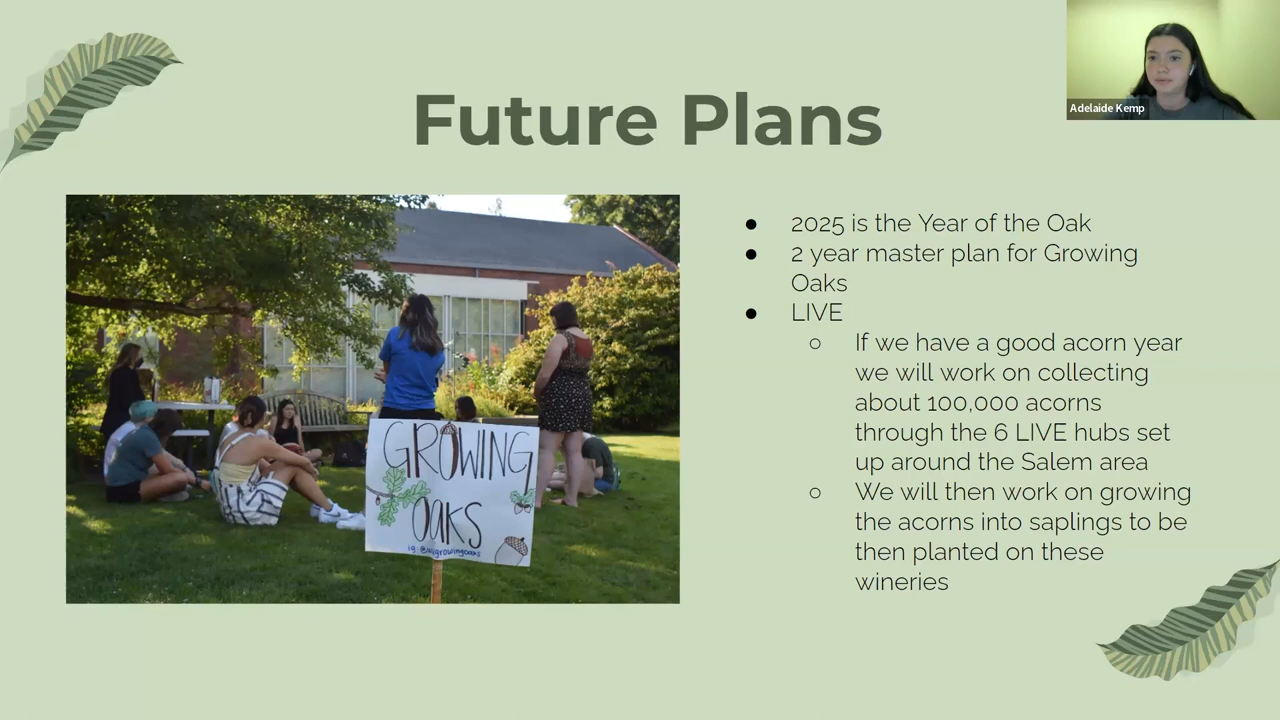 Adelaide Kemp
Future Plans
● 2025 is the Year of the Oak
● 2 year master plan for Growing
Oaks
● LIVE
○ If we have a good acorn year
we will work on collecting
about 100,000 acorns
through the 6 LIVE hubs set
up around the Salem area
○ We will then work on growing
the acorns into saplings to be
then planted on these
wineries
GROWING
OAKS
ig: